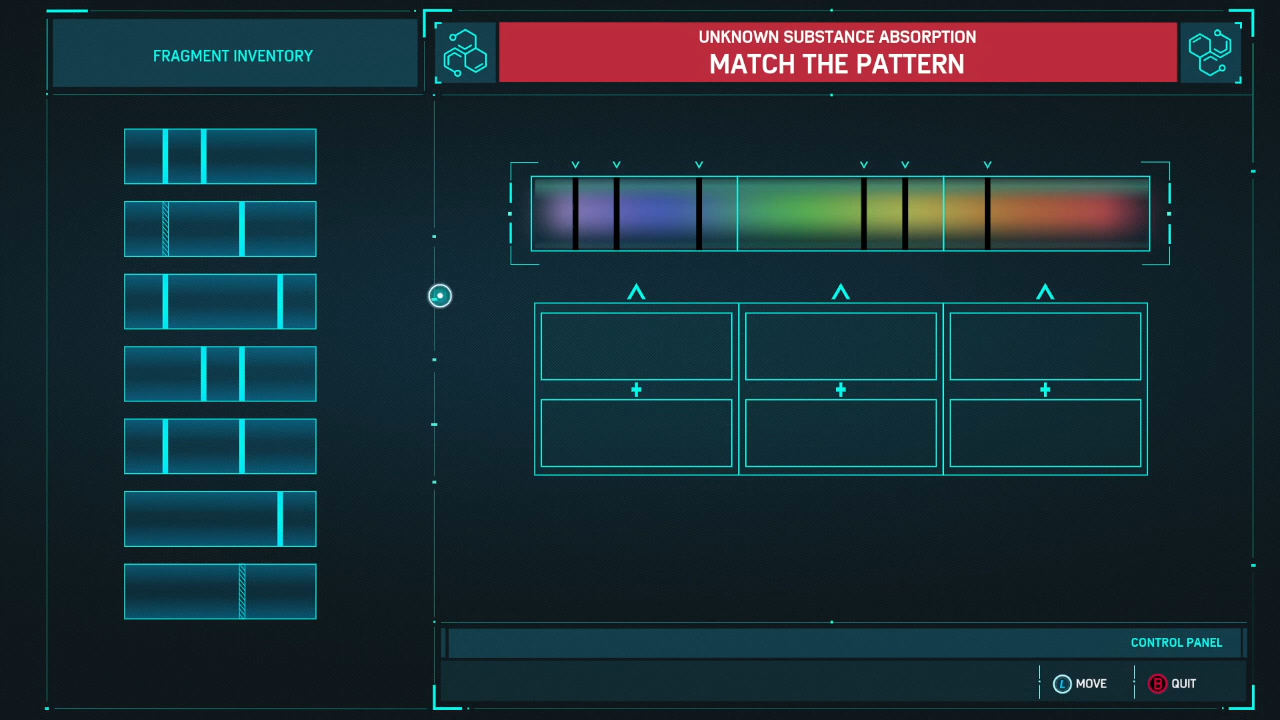 FRAGMENT INVENTORY
UNKNOWN SUBSTANCE ABSORPTION
MATCH THE PATTERN
CONTROL PANEL
L MOVE
B QUIT